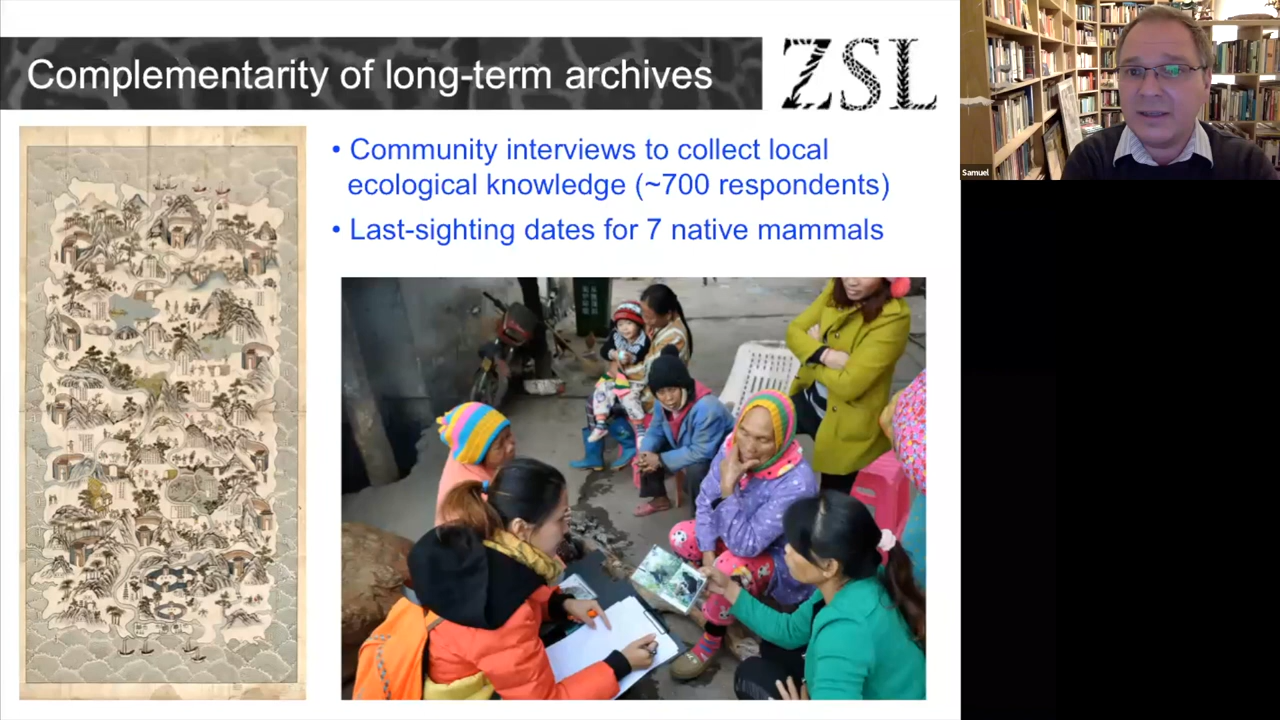 Complementarity of long-term archives
ZSL
• Community interviews to collect local
ecological knowledge (~700 respondents)
• Last-sighting dates for 7 native mammals
Samuel